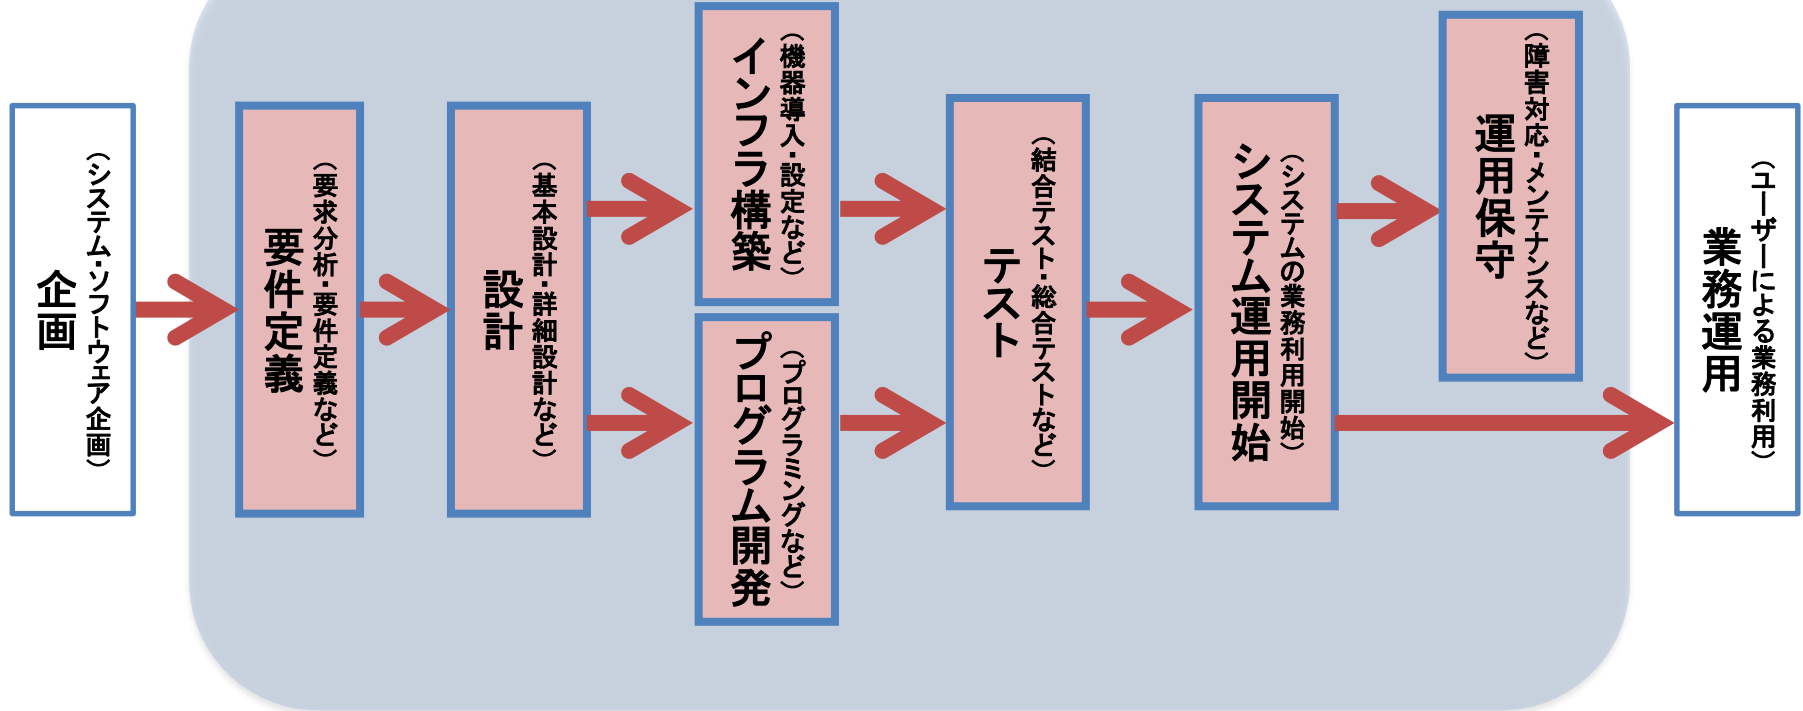 企画
（システム・ソフトウェア企画）
要件定義
（要求分析・要件定義など）
設計
（基本設計・詳細設計など）
インフラ構築
（機器導入・設定など）
プログラム開発
（プログラミングなど）
テスト
（結合テスト・総合テストなど）
システム運用開始
（システムの業務利用開始）
運用保守
（障害対応・メンテナンスなど）
業務運用
（ユーザーによる業務利用）